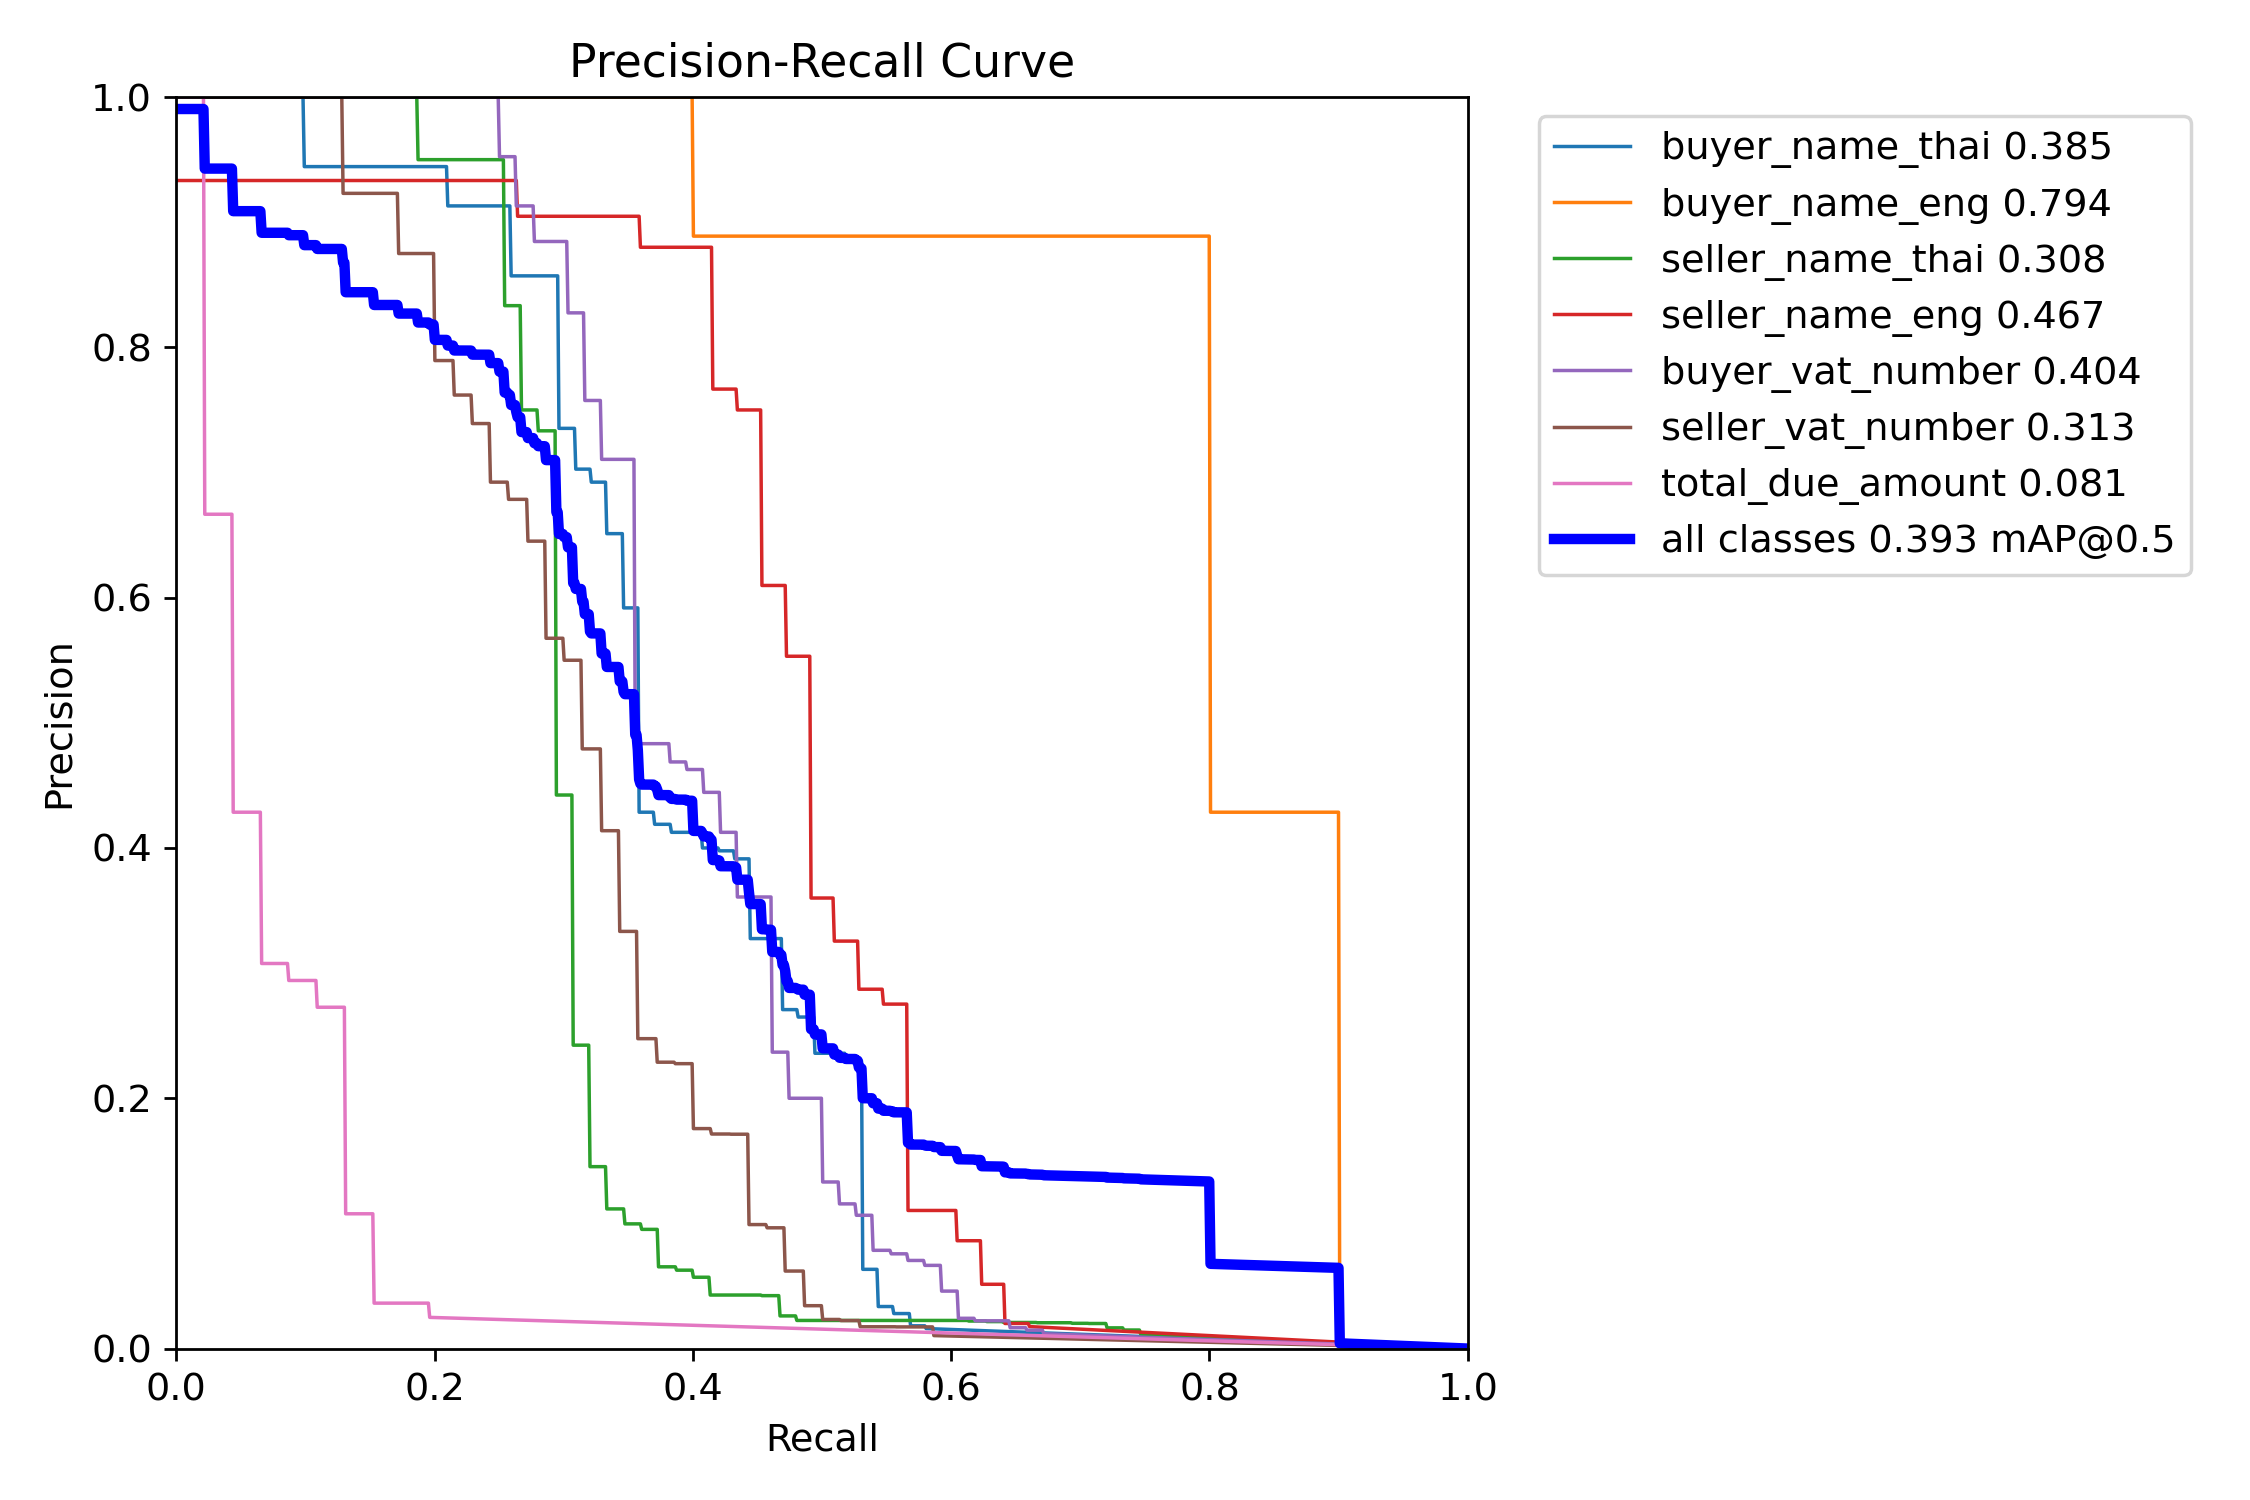 Precision-Recall Curve
1.0
0.8
0.6
0.4
0.2
0.0
Precision
0.0 0.2 0.4 0.6 0.8 1.0
Recall
buyer_name_thai 0.385
buyer_name_eng 0.794
seller_name_thai 0.308
seller_name_eng 0.467
buyer_vat_number 0.404
seller_vat_number 0.313
total_due_amount 0.081
all classes 0.393 mAP@0.5